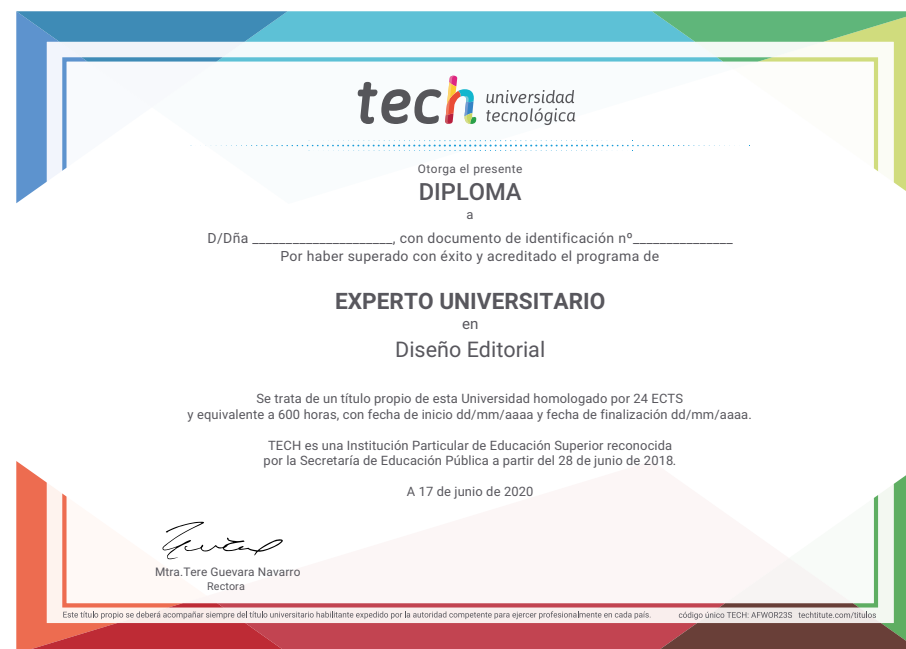 tech universidad
tecnológica
Otorga el presente
DIPLOMA
a
D/Dña _____________________, con documento de identificación nº_______________
Por haber superado con éxito y acreditado el programa de
EXPERTO UNIVERSITARIO
en
Diseño Editorial
Se trata de un título propio de esta Universidad homologado por 24 ECTS
y equivalente a 600 horas, con fecha de inicio dd/mm/aaaa y fecha de finalización dd/mm/aaaa.
TECH es una Institución Particular de Educación Superior reconocida
por la Secretaría de Educación Pública a partir del 28 de junio de 2018.
A 17 de junio de 2020
Mtra.Tere Guevara Navarro
Rectora
Este título propio se deberá acompañar siempre del título universitario habilitante expedido por la autoridad competente para ejercer profesionalmente en cada país. código único TECH: AFWOR23S techtitute.com/titulos